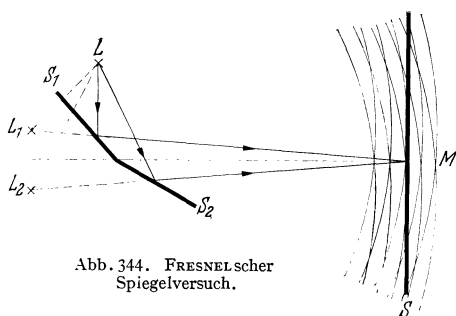 L
S1
L1
L2
S2
M
S
Abb. 344. FRESNELscher
Spiegelversuch.